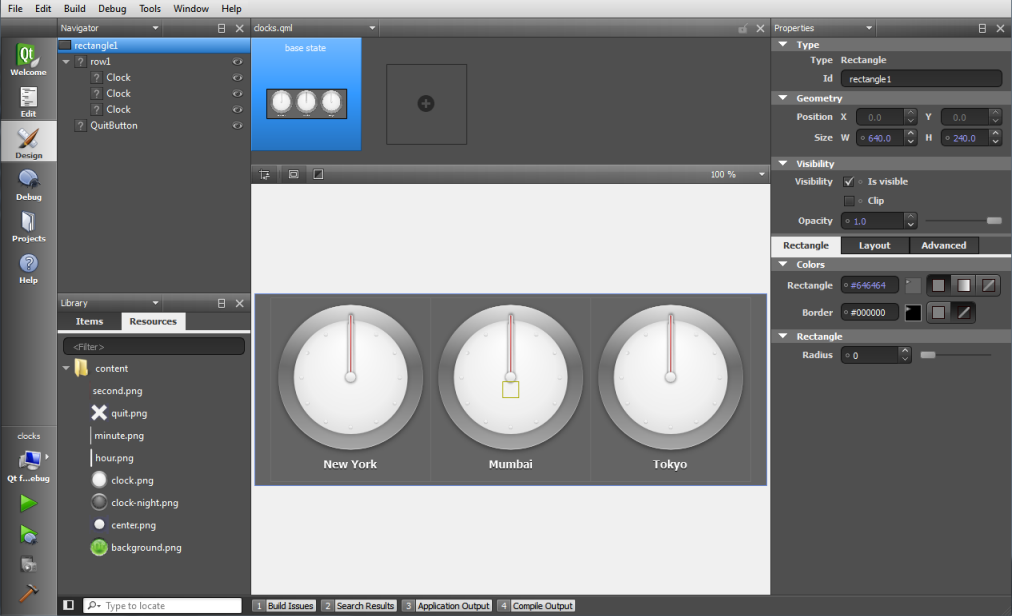 File Edit Build Debug Tools Window Help
Navigator
rectangle1
row1
Clock
Clock
Clock
QuitButton
Qt
Welcome
Edit
Design
Debug
Projects
Help
clocks
Qt f...ebug
Library
Items Resources
<Filter>
content
second.png
quit.png
minute.png
hour.png
clock.png
clock-night.png
center.png
background.png
clocks.qml
base state
100 %
New York Mumbai Tokyo
Properties
Type
Type Rectangle
Id rectangle1
Geometry
Position X 0.0 Y 0.0
Size W 640.0 H 240.0
Visibility
Visibility Is visible
Clip
Opacity 1.0
Rectangle Layout Advanced
Colors
Rectangle #646464
Border #000000
Rectangle
Radius 0
Type to locate
1 Build Issues 2 Search Results 3 Application Output 4 Compile Output